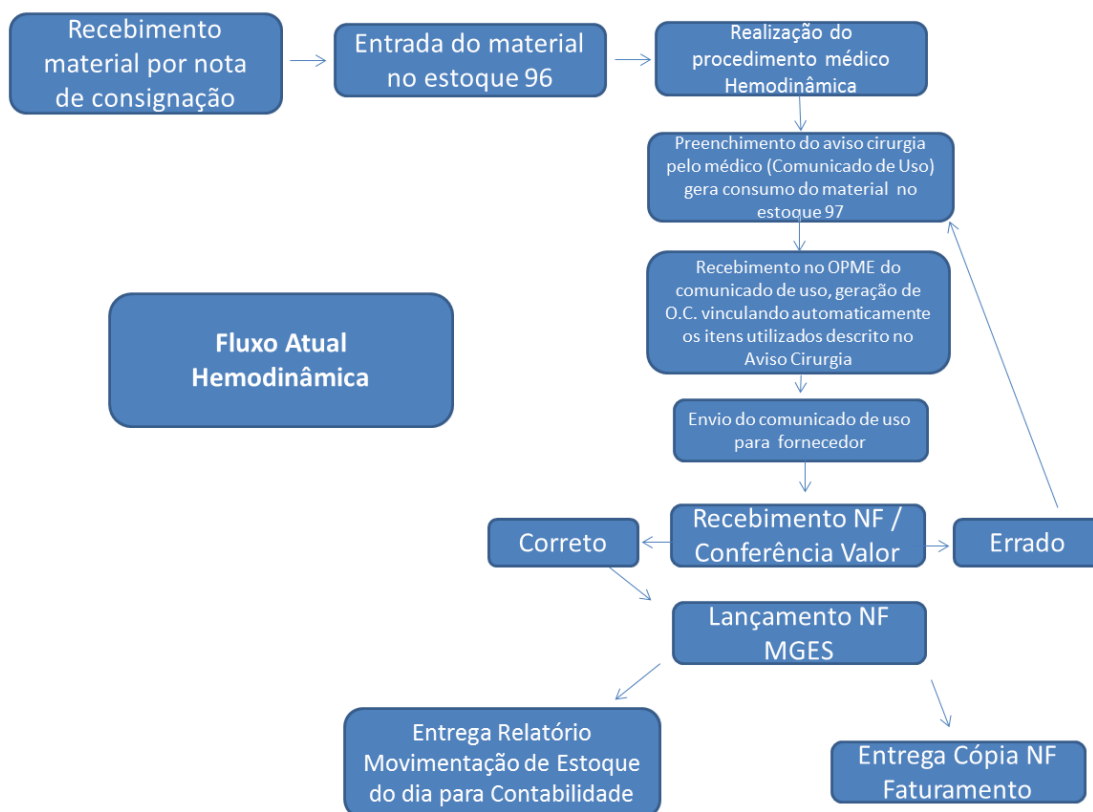 Recebimento
material por nota
de consignação
Entrada do material
no estoque 96
Realização do
procedimento médico
Hemodinâmica
Preenchimento do aviso cirurgia
pelo médico (Comunicado de Uso)
gera consumo do material no
estoque 97
Recebimento no OPME do
comunicado de uso, geração de
O.C. vinculando automaticamente
os itens utilizados descrito no
Aviso Cirurgia
Fluxo Atual
Hemodinâmica
Envio do comunicado de uso
para fornecedor
Correto
Recebimento NF /
Conferência Valor
Errado
Lançamento NF
MGES
Entrega Relatório
Movimentação de Estoque
do dia para Contabilidade
Entrega Cópia NF
Faturamento